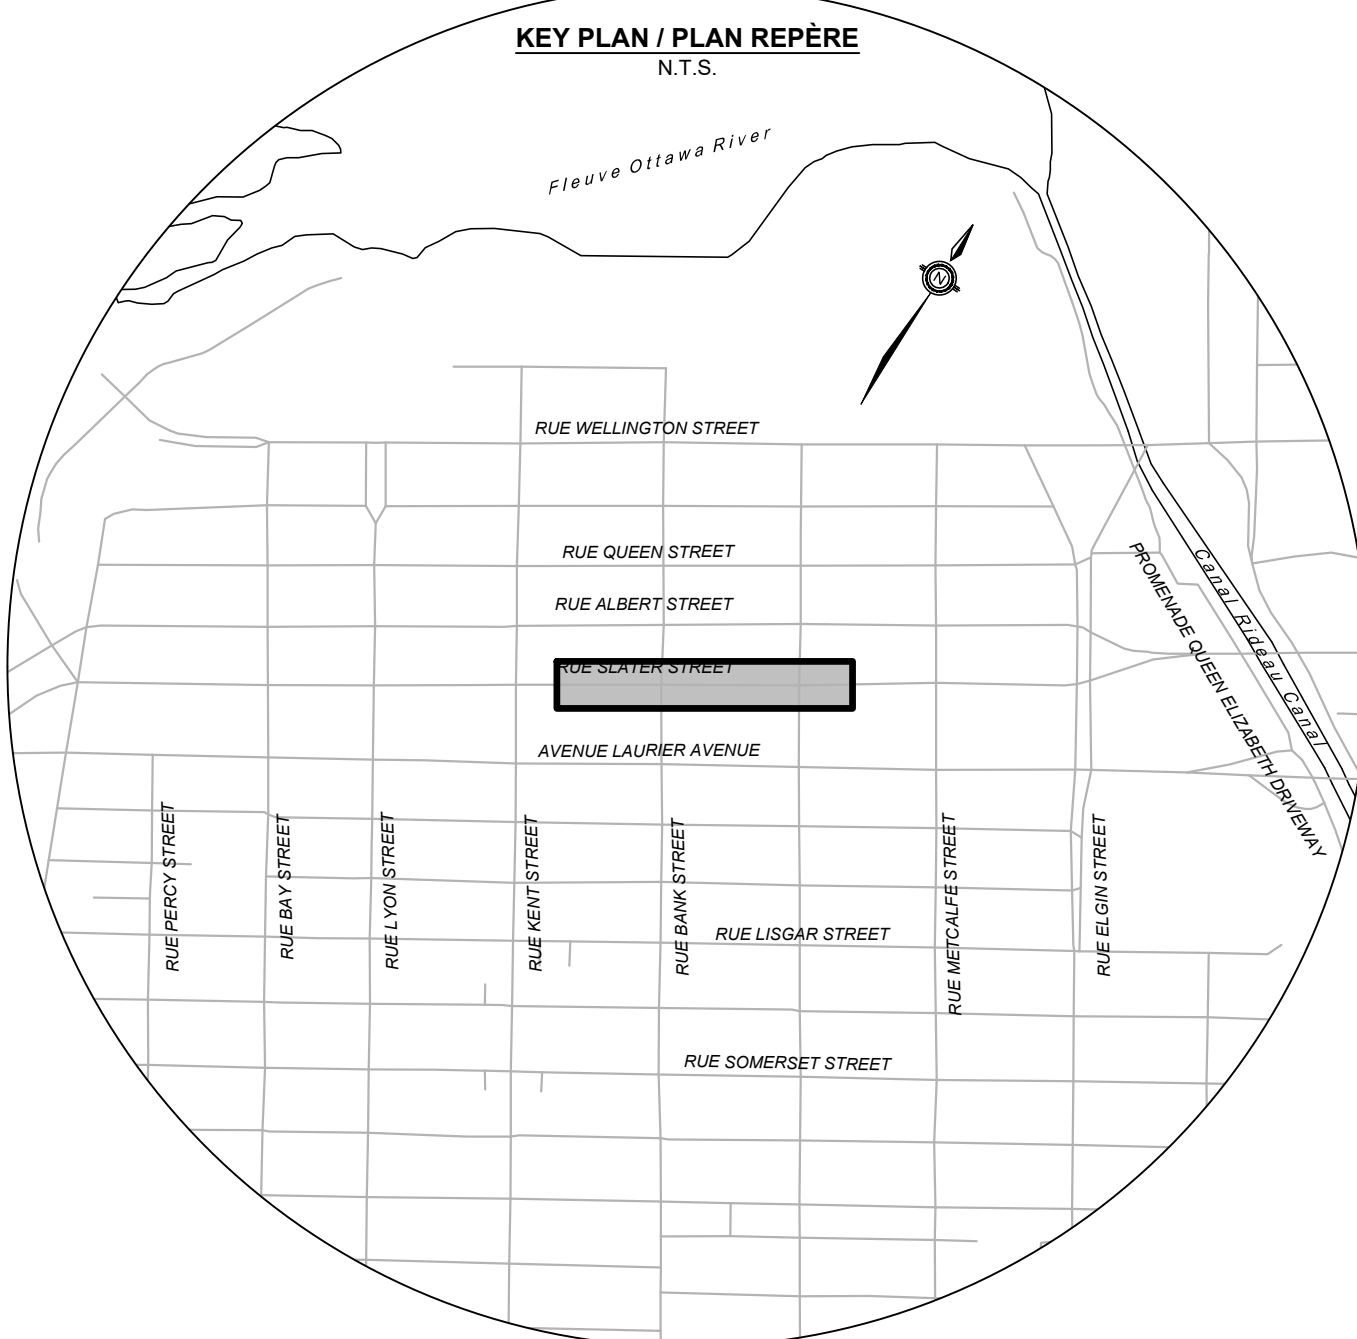 KEY PLAN / PLAN REPÈRE
N.T.S.
Fleuve Ottawa River
N
RUE WELLINGTON STREET
RUE QUEEN STREET
RUE ALBERT STREET
RUE SLATER STREET
AVENUE LAURIER AVENUE
PROMENADE QUEEN ELIZABETH DRIVEWAY
Canal Rideau Canal
RUE PERCY STREET
RUE BAY STREET
RUE LYON STREET
RUE KENT STREET
RUE BANK STREET
RUE METCALFE STREET
RUE ELGIN STREET
RUE LISGAR STREET
RUE SOMERSET STREET